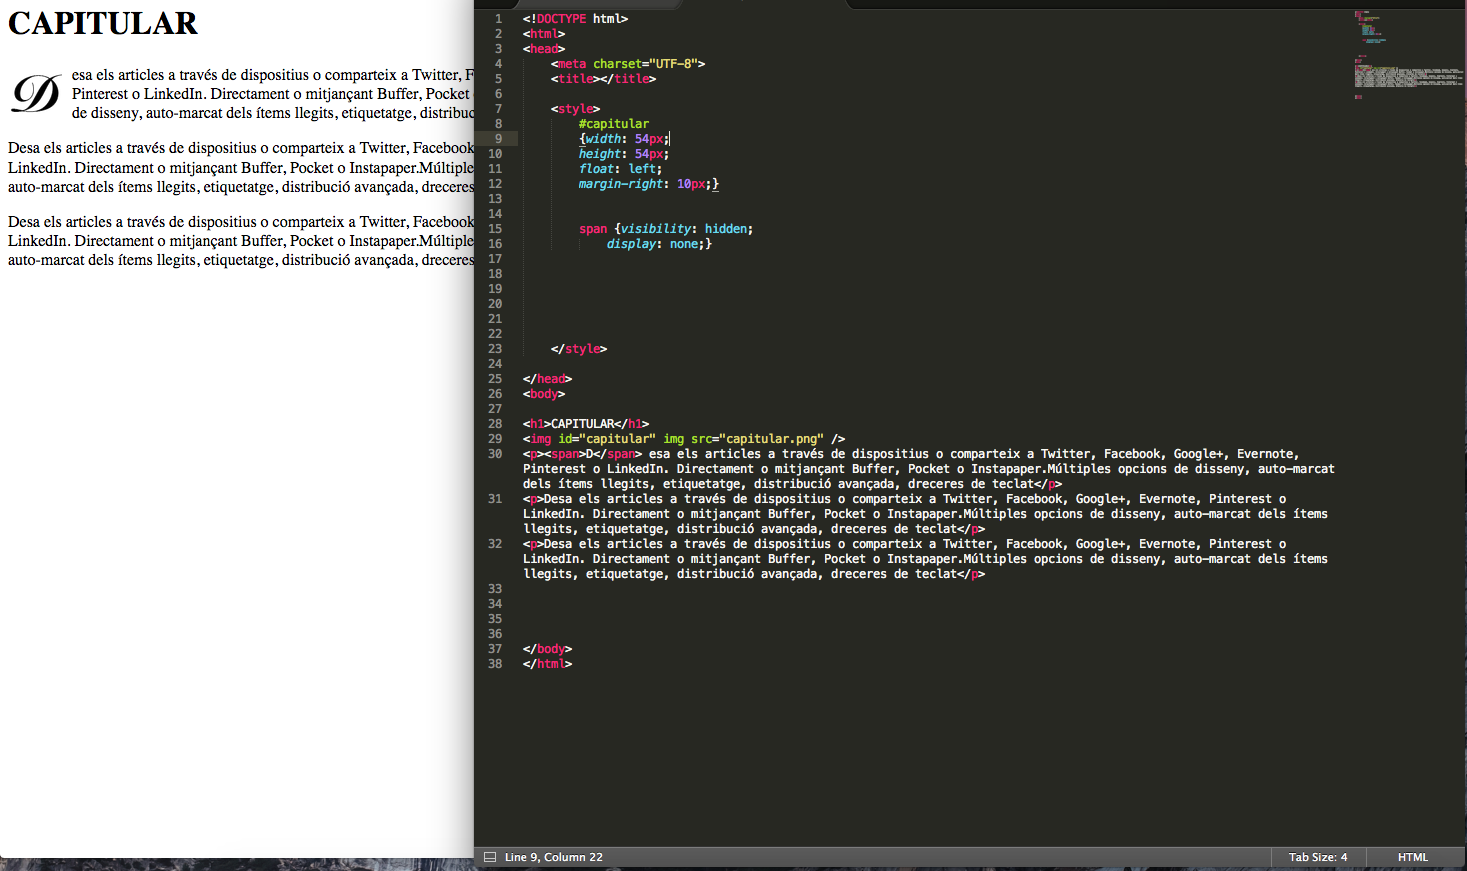 CAPITULAR
D esa els articles a través de dispositius o comparteix a Twitter, F
Pinterest o LinkedIn. Directament o mitjançant Buffer, Pocket
de disseny, auto-marcat dels ítems llegits, etiquetatge, distribuc
Desa els articles a través de dispositius o comparteix a Twitter, Facebook
LinkedIn. Directament o mitjançant Buffer, Pocket o Instapaper.Múltiple
auto-marcat dels ítems llegits, etiquetatge, distribució avançada, dreceres
Desa els articles a través de dispositius o comparteix a Twitter, Facebook
LinkedIn. Directament o mitjançant Buffer, Pocket o Instapaper.Múltiple
auto-marcat dels ítems llegits, etiquetatge, distribució avançada, dreceres
1 <!DOCTYPE html>
2 <html>
3 <head>
4 <meta charset="UTF-8">
5 <title></title>
6
7 <style>
8 #capitular
9 {width: 54px;
10 height: 54px;
11 float: left;
12 margin-right: 10px;}
13
14
15 span {visibility: hidden;
16 display: none;}
17
18
19
20
21
22
23 </style>
24
25 </head>
26 <body>
27
28 <h1>CAPITULAR</h1>
29 <img id="capitular" img src="capitular.png" />
30 <p><span>D</span> esa els articles a través de dispositius o comparteix a Twitter, Facebook, Google+, Evernote,
Pinterest o LinkedIn. Directament o mitjançant Buffer, Pocket o Instapaper.Múltiples opcions de disseny, auto-marcat
dels ítems llegits, etiquetatge, distribució avançada, dreceres de teclat</p>
31 <p>Desa els articles a través de dispositius o comparteix a Twitter, Facebook, Google+, Evernote, Pinterest o
LinkedIn. Directament o mitjançant Buffer, Pocket o Instapaper.Múltiples opcions de disseny, auto-marcat dels ítems
llegits, etiquetatge, distribució avançada, dreceres de teclat</p>
32 <p>Desa els articles a través de dispositius o comparteix a Twitter, Facebook, Google+, Evernote, Pinterest o
LinkedIn. Directament o mitjançant Buffer, Pocket o Instapaper.Múltiples opcions de disseny, auto-marcat dels ítems
llegits, etiquetatge, distribució avançada, dreceres de teclat</p>
33
34
35
36
37 </body>
38 </html>
Line 9, Column 22
Tab Size: 4
HTML